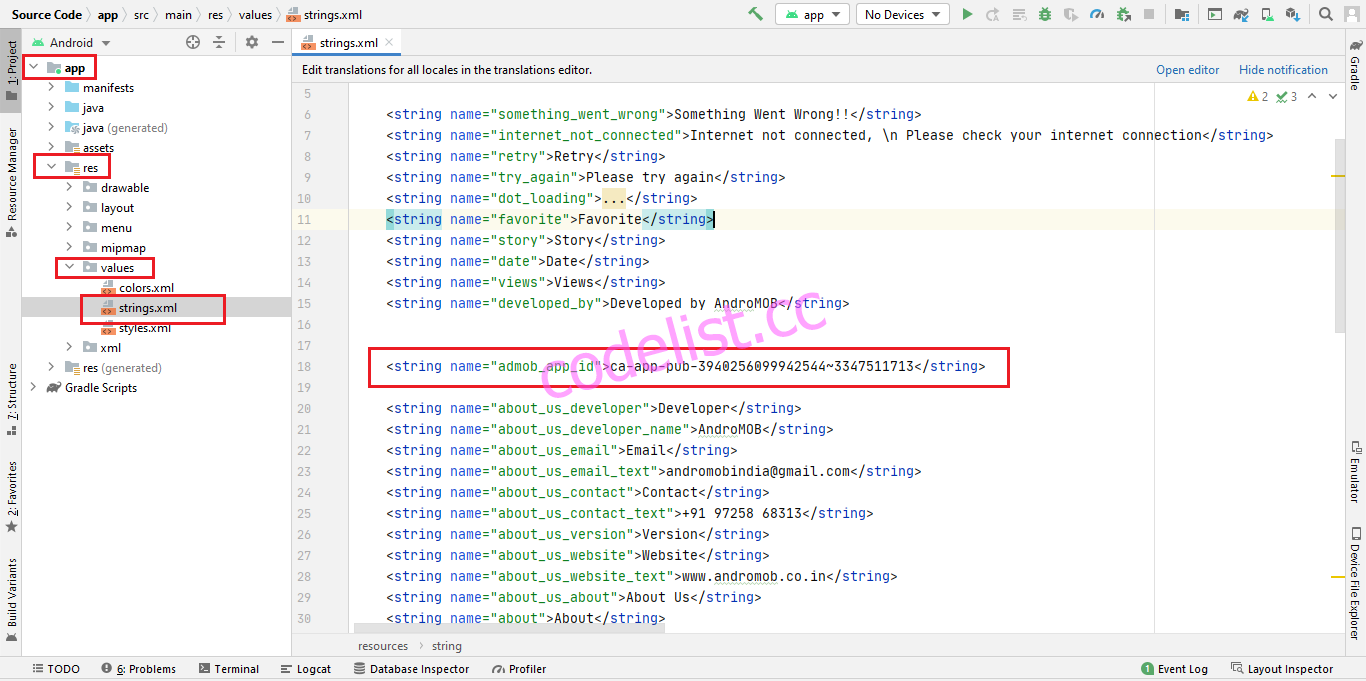 Source Code app src main res values strings.xml app No Devices
Android strings.xml
Edit translations for all locales in the translations editor. Open editor Hide notification
1: Project
Resource Manager
7: Structure
2: Favorites
Build Variants
app
manifests
java
java (generated)
assets
res
drawable
layout
menu
mipmap
values
colors.xml
strings.xml
styles.xml
xml
res (generated)
Gradle Scripts
2 3
5
6 <string name="something_went_wrong">Something Went Wrong!!</string>
7 <string name="internet_not_connected">Internet not connected, \n Please check your internet connection</string>
8 <string name="retry">Retry</string>
9 <string name="try_again">Please try again</string>
10 <string name="dot_loading">...</string>
11 <string name="favorite">Favorite</string>
12 <string name="story">Story</string>
13 <string name="date">Date</string>
14 <string name="views">Views</string>
15 <string name="developed_by">Developed by AndroMOB</string>
16
17
18 <string name="admob_app_id">ca-app-pub-3940256099942544~3347511713</string>
19
20 <string name="about_us_developer">Developer</string>
21 <string name="about_us_developer_name">AndroMOB</string>
22 <string name="about_us_email">Email</string>
23 <string name="about_us_email_text">andromobindia@gmail.com</string>
24 <string name="about_us_contact">Contact</string>
25 <string name="about_us_contact_text">+91 97258 68313</string>
26 <string name="about_us_version">Version</string>
27 <string name="about_us_website">Website</string>
28 <string name="about_us_website_text">www.andromob.co.in</string>
29 <string name="about_us_about">About Us</string>
30 <string name="about">About</string>
codelist.cc
Gradle
Emulator
Device File Explorer
resources string
TODO 6: Problems Terminal Logcat Database Inspector Profiler 1 Event Log Layout Inspector